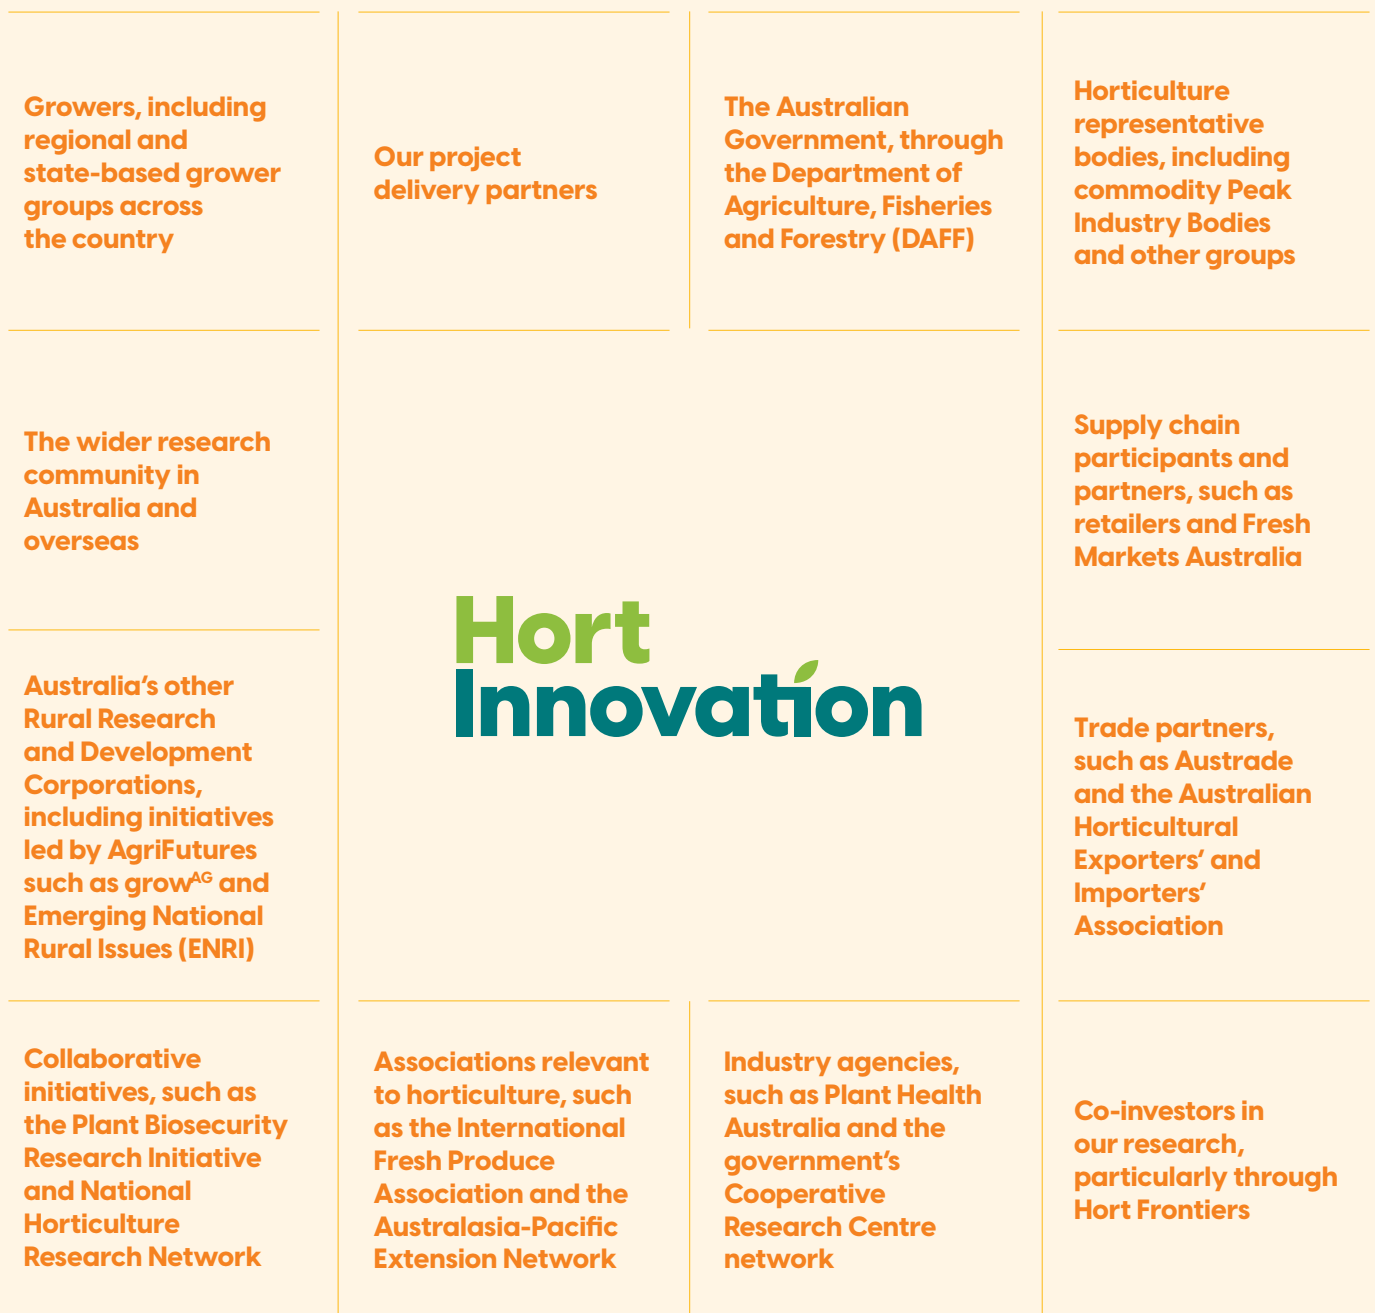 Growers, including
regional and
state-based grower
groups across
the country
Our project
delivery partners
The Australian
Government, through
the Department of
Agriculture, Fisheries
and Forestry (DAFF)
Horticulture
representative
bodies, including
commodity Peak
Industry Bodies
and other groups
The wider research
community in
Australia and
overseas
Supply chain
participants and
partners, such as
retailers and Fresh
Markets Australia
Hort
Innovation
Australia’s other
Rural Research
and Development
Corporations,
including initiatives
led by AgriFutures
such as growAG and
Emerging National
Rural Issues (ENRI)
Trade partners,
such as Austrade
and the Australian
Horticultural
Exporters’ and
Importers’
Association
Collaborative
initiatives, such as
the Plant Biosecurity
Research Initiative
and National
Horticulture
Research Network
Associations relevant
to horticulture, such
as the International
Fresh Produce
Association and the
Australasia-Pacific
Extension Network
Industry agencies,
such as Plant Health
Australia and the
government’s
Cooperative
Research Centre
network
Co-investors in
our research,
particularly through
Hort Frontiers